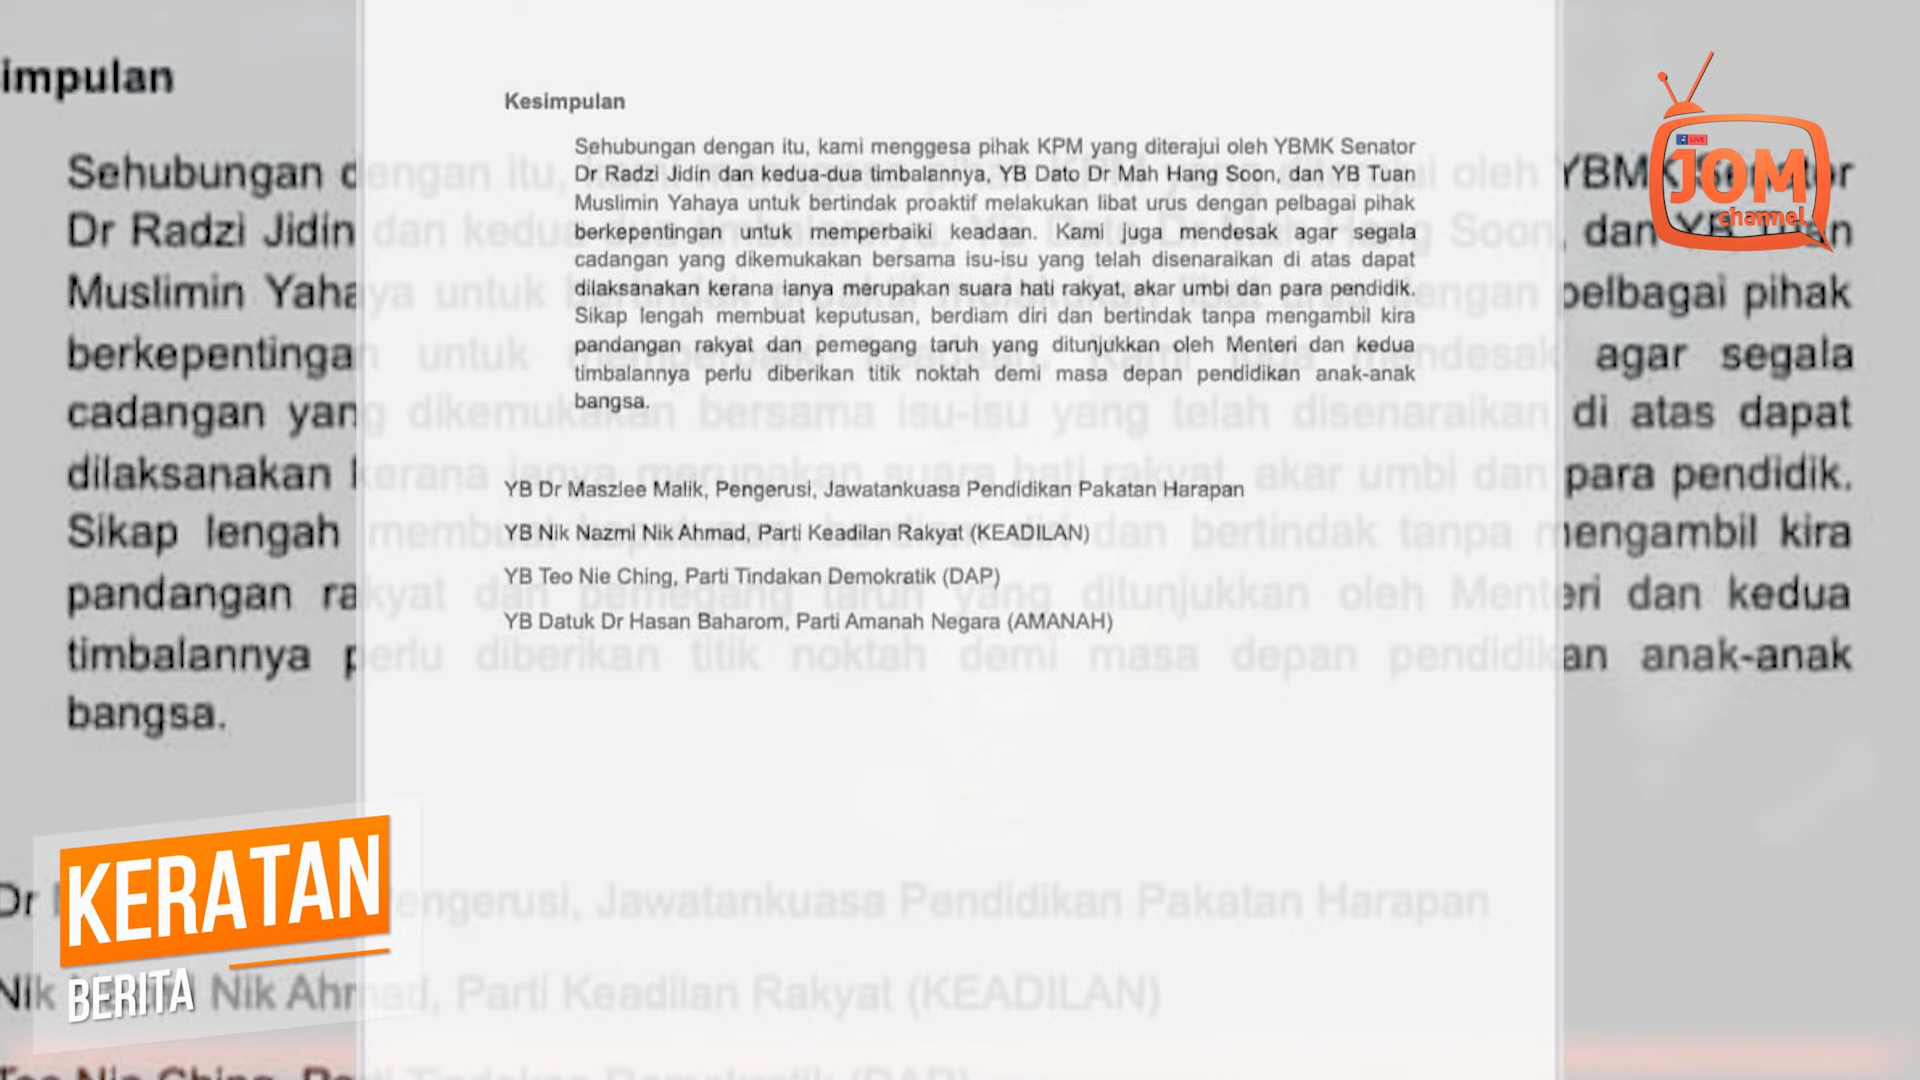 Kesimpulan
Sehubungan dengan itu, kami menggesa pihak KPM yang diterajui oleh YBMK Senator
Dr Radzi Jidin dan kedua-dua timbalannya, YB Dato Dr Mah Hang Soon, dan YB Tuan
Muslimin Yahaya untuk bertindak proaktif melakukan libat urus dengan pelbagai pihak
berkepentingan untuk memperbaiki keadaan. Kami juga mendesak agar segala
cadangan yang dikemukakan bersama isu-isu yang telah disenaraikan di atas dapat
dilaksanakan kerana ianya merupakan suara hati rakyat, akar umbi dan para pendidik.
Sikap lengah membuat keputusan, berdiam diri dan bertindak tanpa mengambil kira
pandangan rakyat dan pemegang taruh yang ditunjukkan oleh Menteri dan kedua
timbalannya perlu diberikan titik noktah demi masa depan pendidikan anak-anak
bangsa.
YB Dr Maszlee Malik, Pengerusi, Jawatankuasa Pendidikan Pakatan Harapan
YB Nik Nazmi Nik Ahmad, Parti Keadilan Rakyat (KEADILAN)
YB Teo Nie Ching, Parti Tindakan Demokratik (DAP)
YB Datuk Dr Hasan Baharom, Parti Amanah Negara (AMANAH)
LIVE
JOM
channel
KERATAN
BERITA